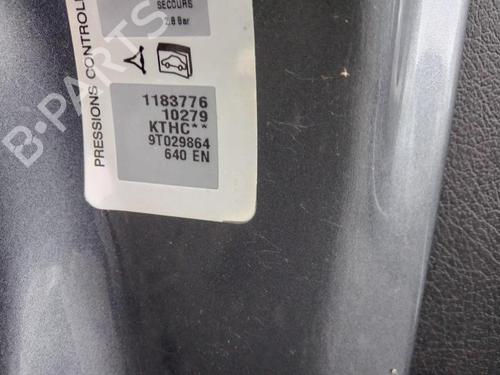 SECOURS
2,8 Bar
PRESSIONS CONTROL
1183776
10279
KTHC**
9T029864
640 EN
B-PARTS